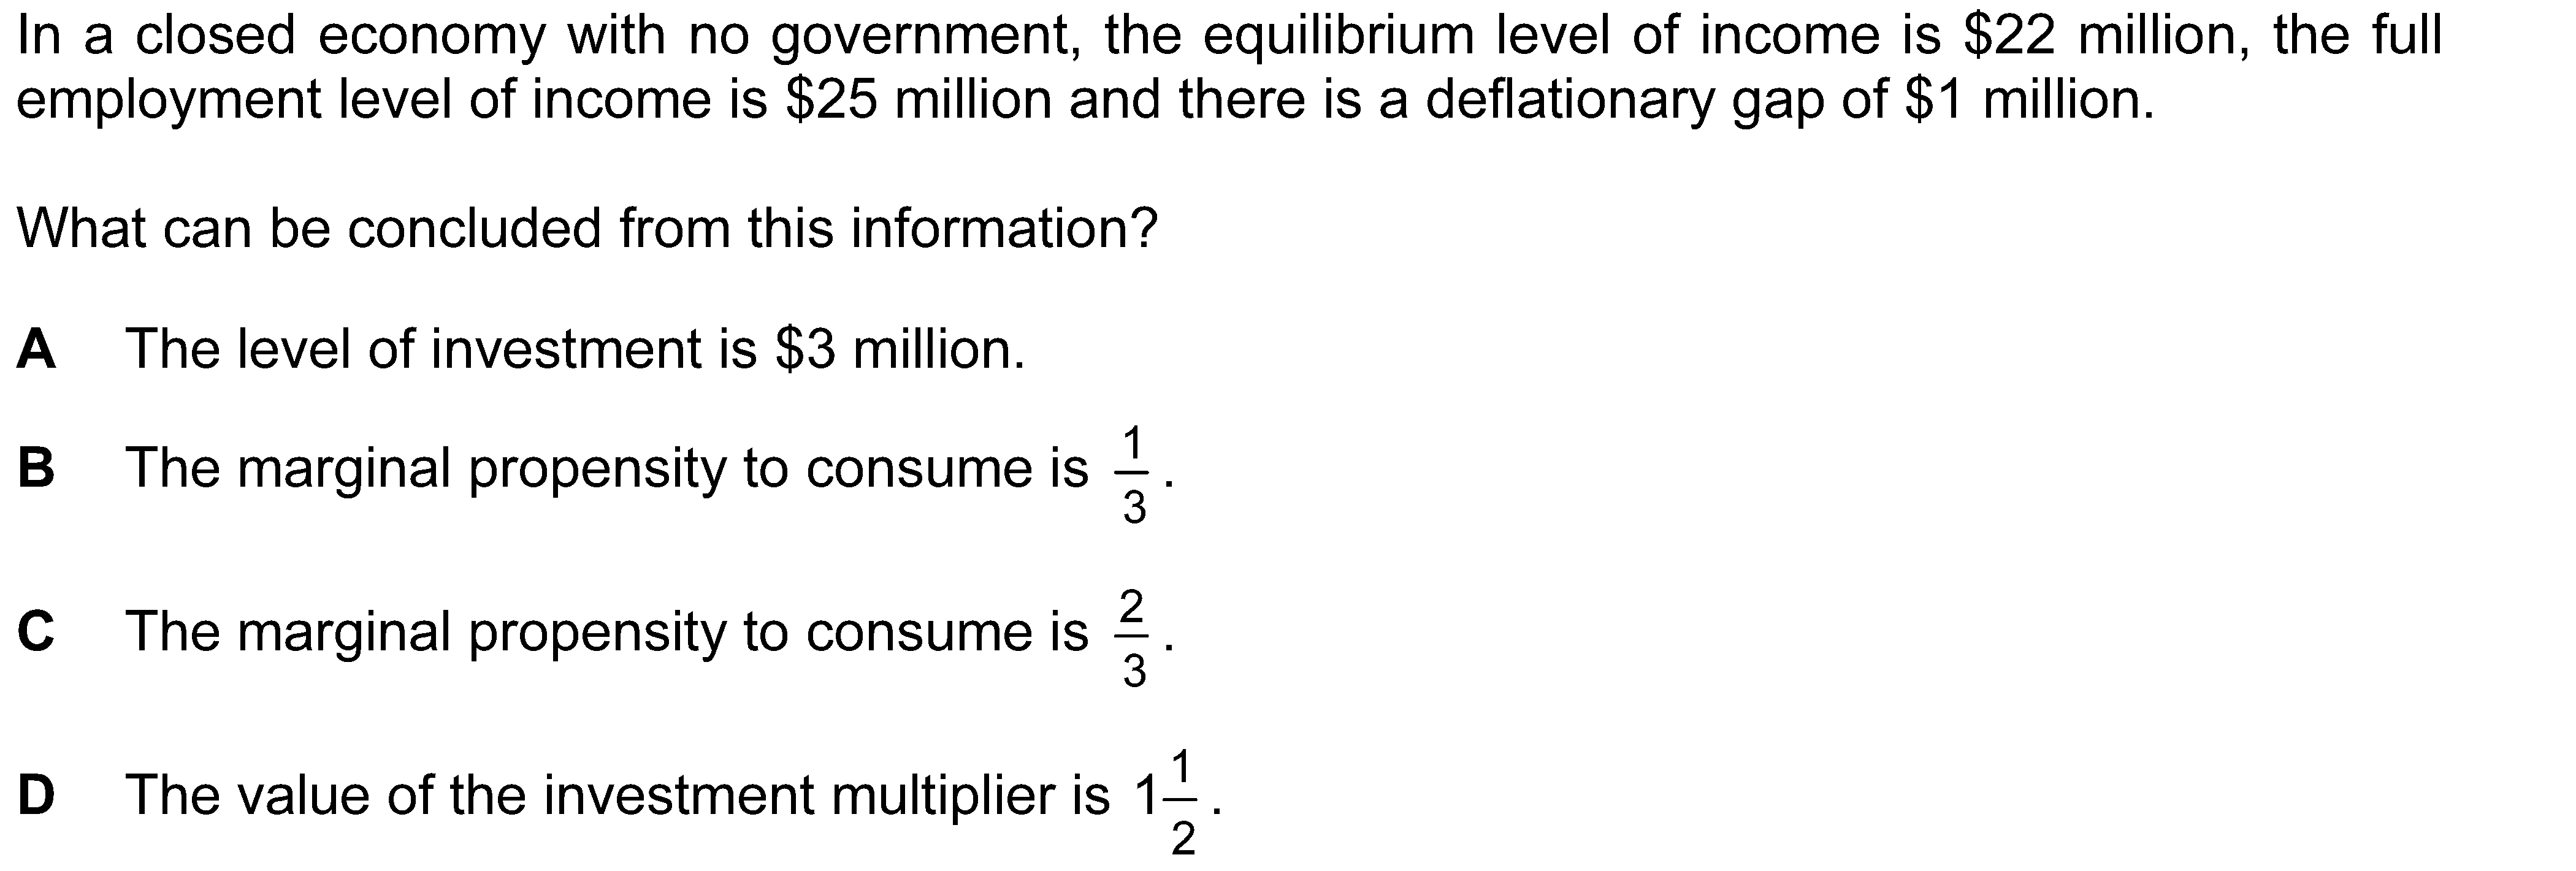 In a closed economy with no government, the equilibrium level of income is $22 million, the full
employment level of income is $25 million and there is a deflationary gap of $1 million.
What can be concluded from this information?
A The level of investment is $3 million.
B The marginal propensity to consume is 1/3.
C The marginal propensity to consume is 2/3.
D The value of the investment multiplier is 1 1/2.